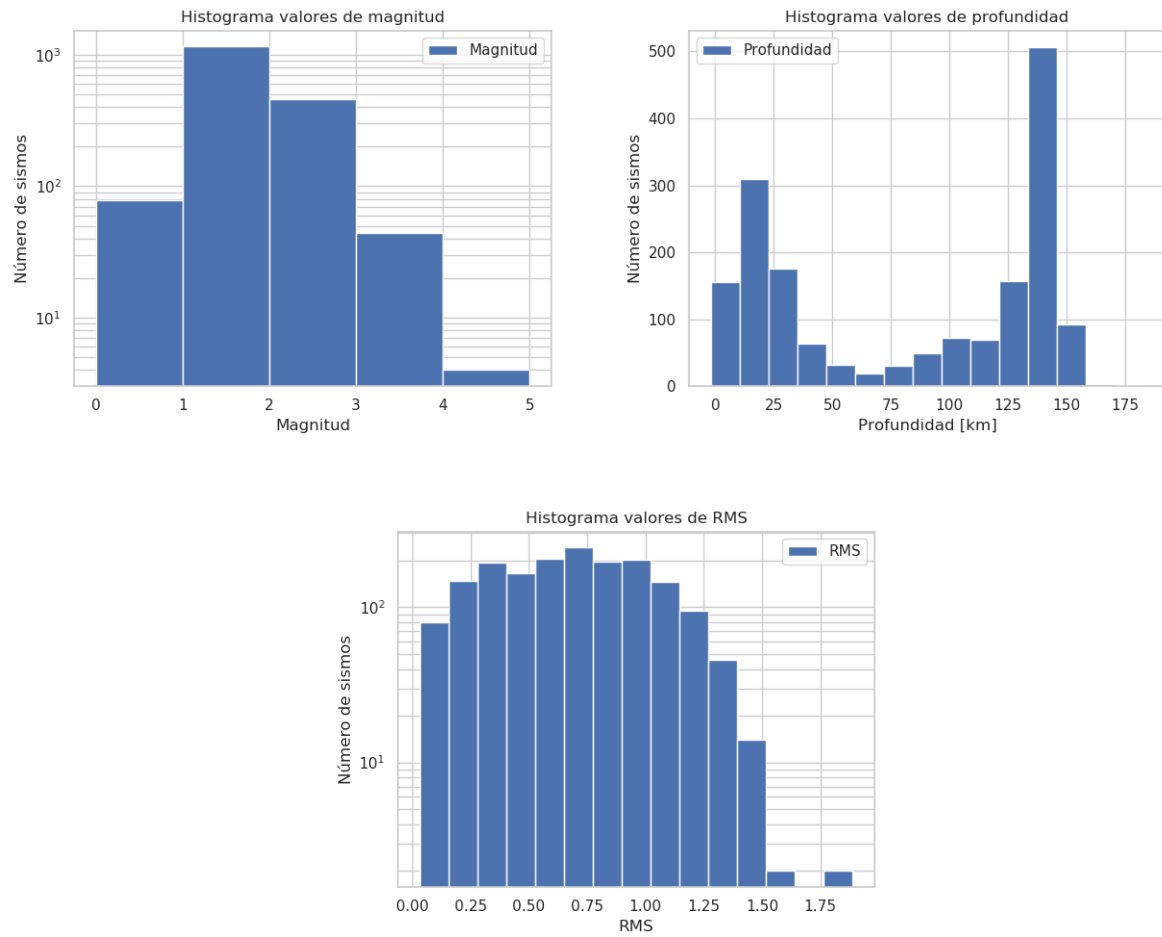 Histograma valores de magnitud
Magnitud
10³
10²
10¹
Número de sismos
0 1 2 3 4 5
Magnitud
Histograma valores de profundidad
Profundidad
500
400
300
200
100
0
Número de sismos
0 25 50 75 100 125 150 175
Profundidad [km]
Histograma valores de RMS
RMS
10²
10¹
Número de sismos
0.00 0.25 0.50 0.75 1.00 1.25 1.50 1.75
RMS